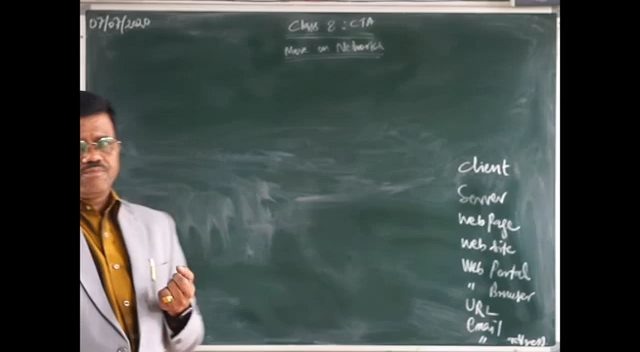 07/07/2020
Class 8 : CTA
More on Networks
Client
Server
Web Page
Web site
Web Portal
" Browser
URL
Email
" address